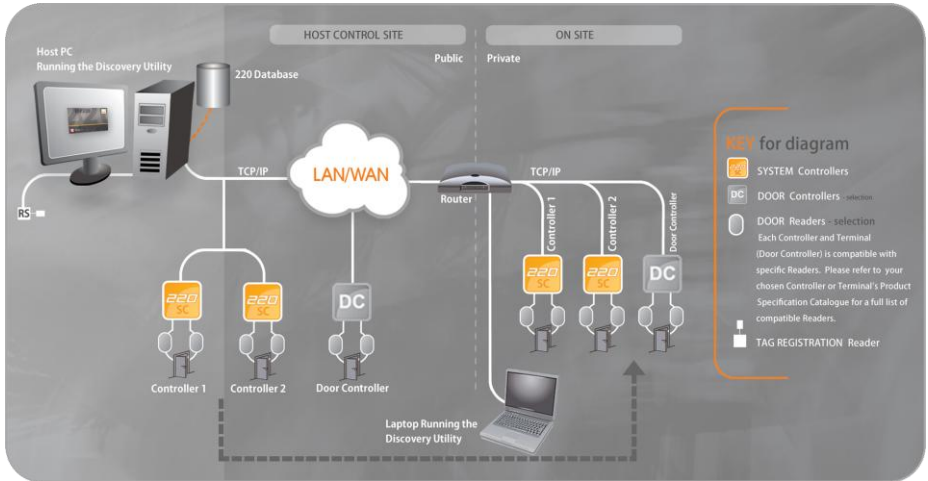 HOST CONTROL SITE
ON SITE
Host PC
Running the Discovery Utility
220 Database
Public
Private
TCP/IP
LAN/WAN
Router
TCP/IP
RS
Controller 1
Controller 2
Door Controller
220
SC
220
SC
DC
220
SC
220
SC
DC
Controller 1
Controller 2
Door Controller
Laptop Running the
Discovery Utility
KEY for diagram
SC
SYSTEM Controllers
DC
DOOR Controllers - selection
DOOR Readers - selection
Each Controller and Terminal
(Door Controller) is compatible with
specific Readers. Please refer to your
chosen Controller or Terminal's Product
Specification Catalogue for a full list of
compatible Readers.
TAG REGISTRATION Reader